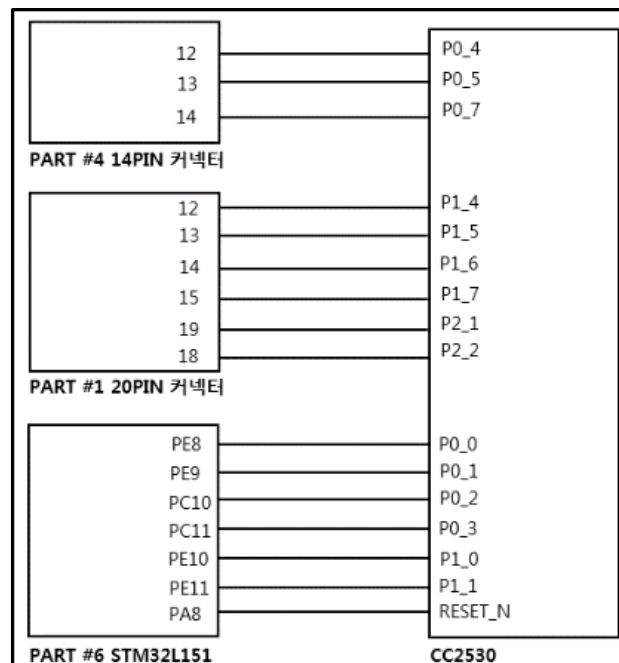 12 P0_4
13 P0_5
14 P0_7
PART #4 14PIN 커넥터
12 P1_4
13 P1_5
14 P1_6
15 P1_7
19 P2_1
18 P2_2
PART #1 20PIN 커넥터
PE8 P0_0
PE9 P0_1
PC10 P0_2
PC11 P0_3
PE10 P1_0
PE11 P1_1
PA8 RESET_N
PART #6 STM32L151 CC2530